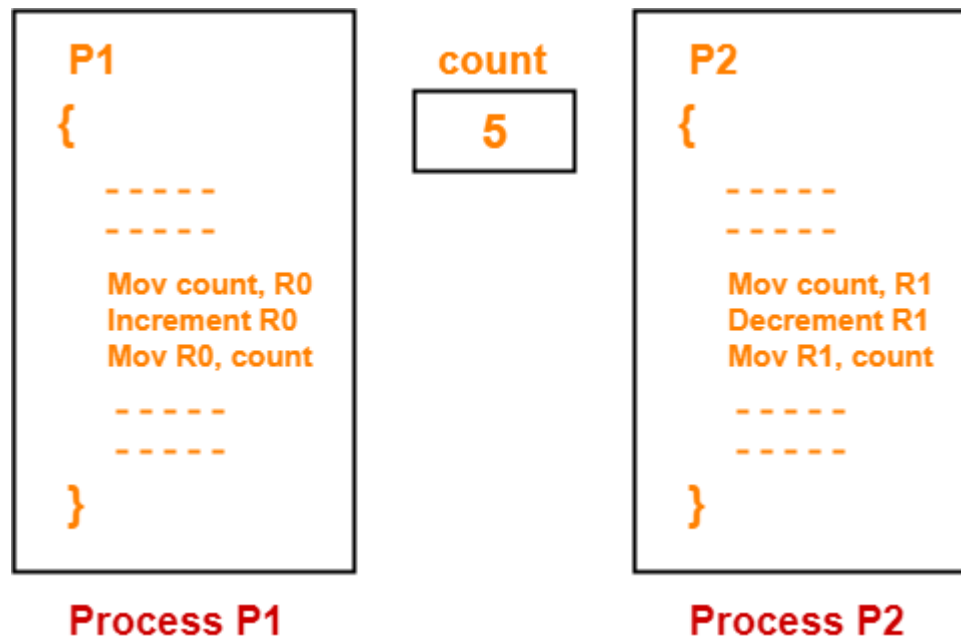 P1
{
- - - - -
- - - - -
Mov count, R0
Increment R0
Mov R0, count
- - - - -
- - - - -
}
Process P1
count
5
P2
{
- - - - -
- - - - -
Mov count, R1
Decrement R1
Mov R1, count
- - - - -
- - - - -
}
Process P2